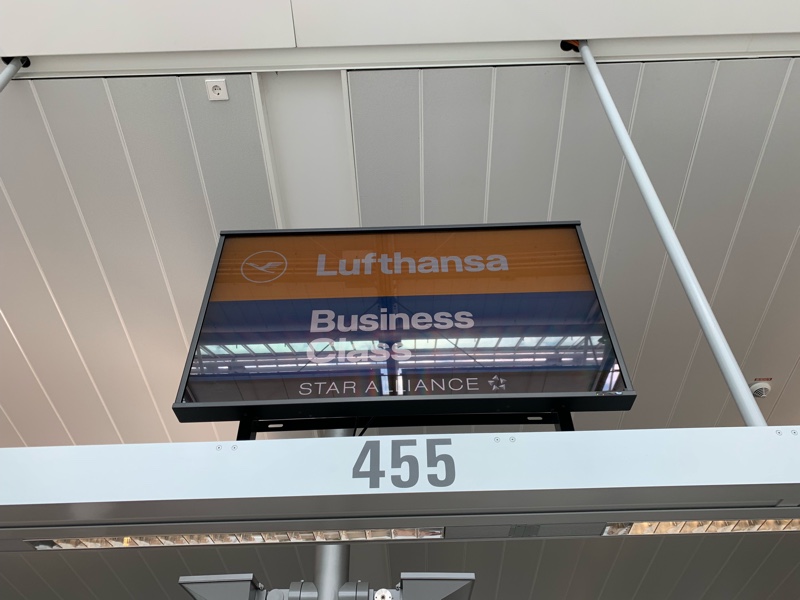 Lufthansa
Business
Class
STAR ALLIANCE
455